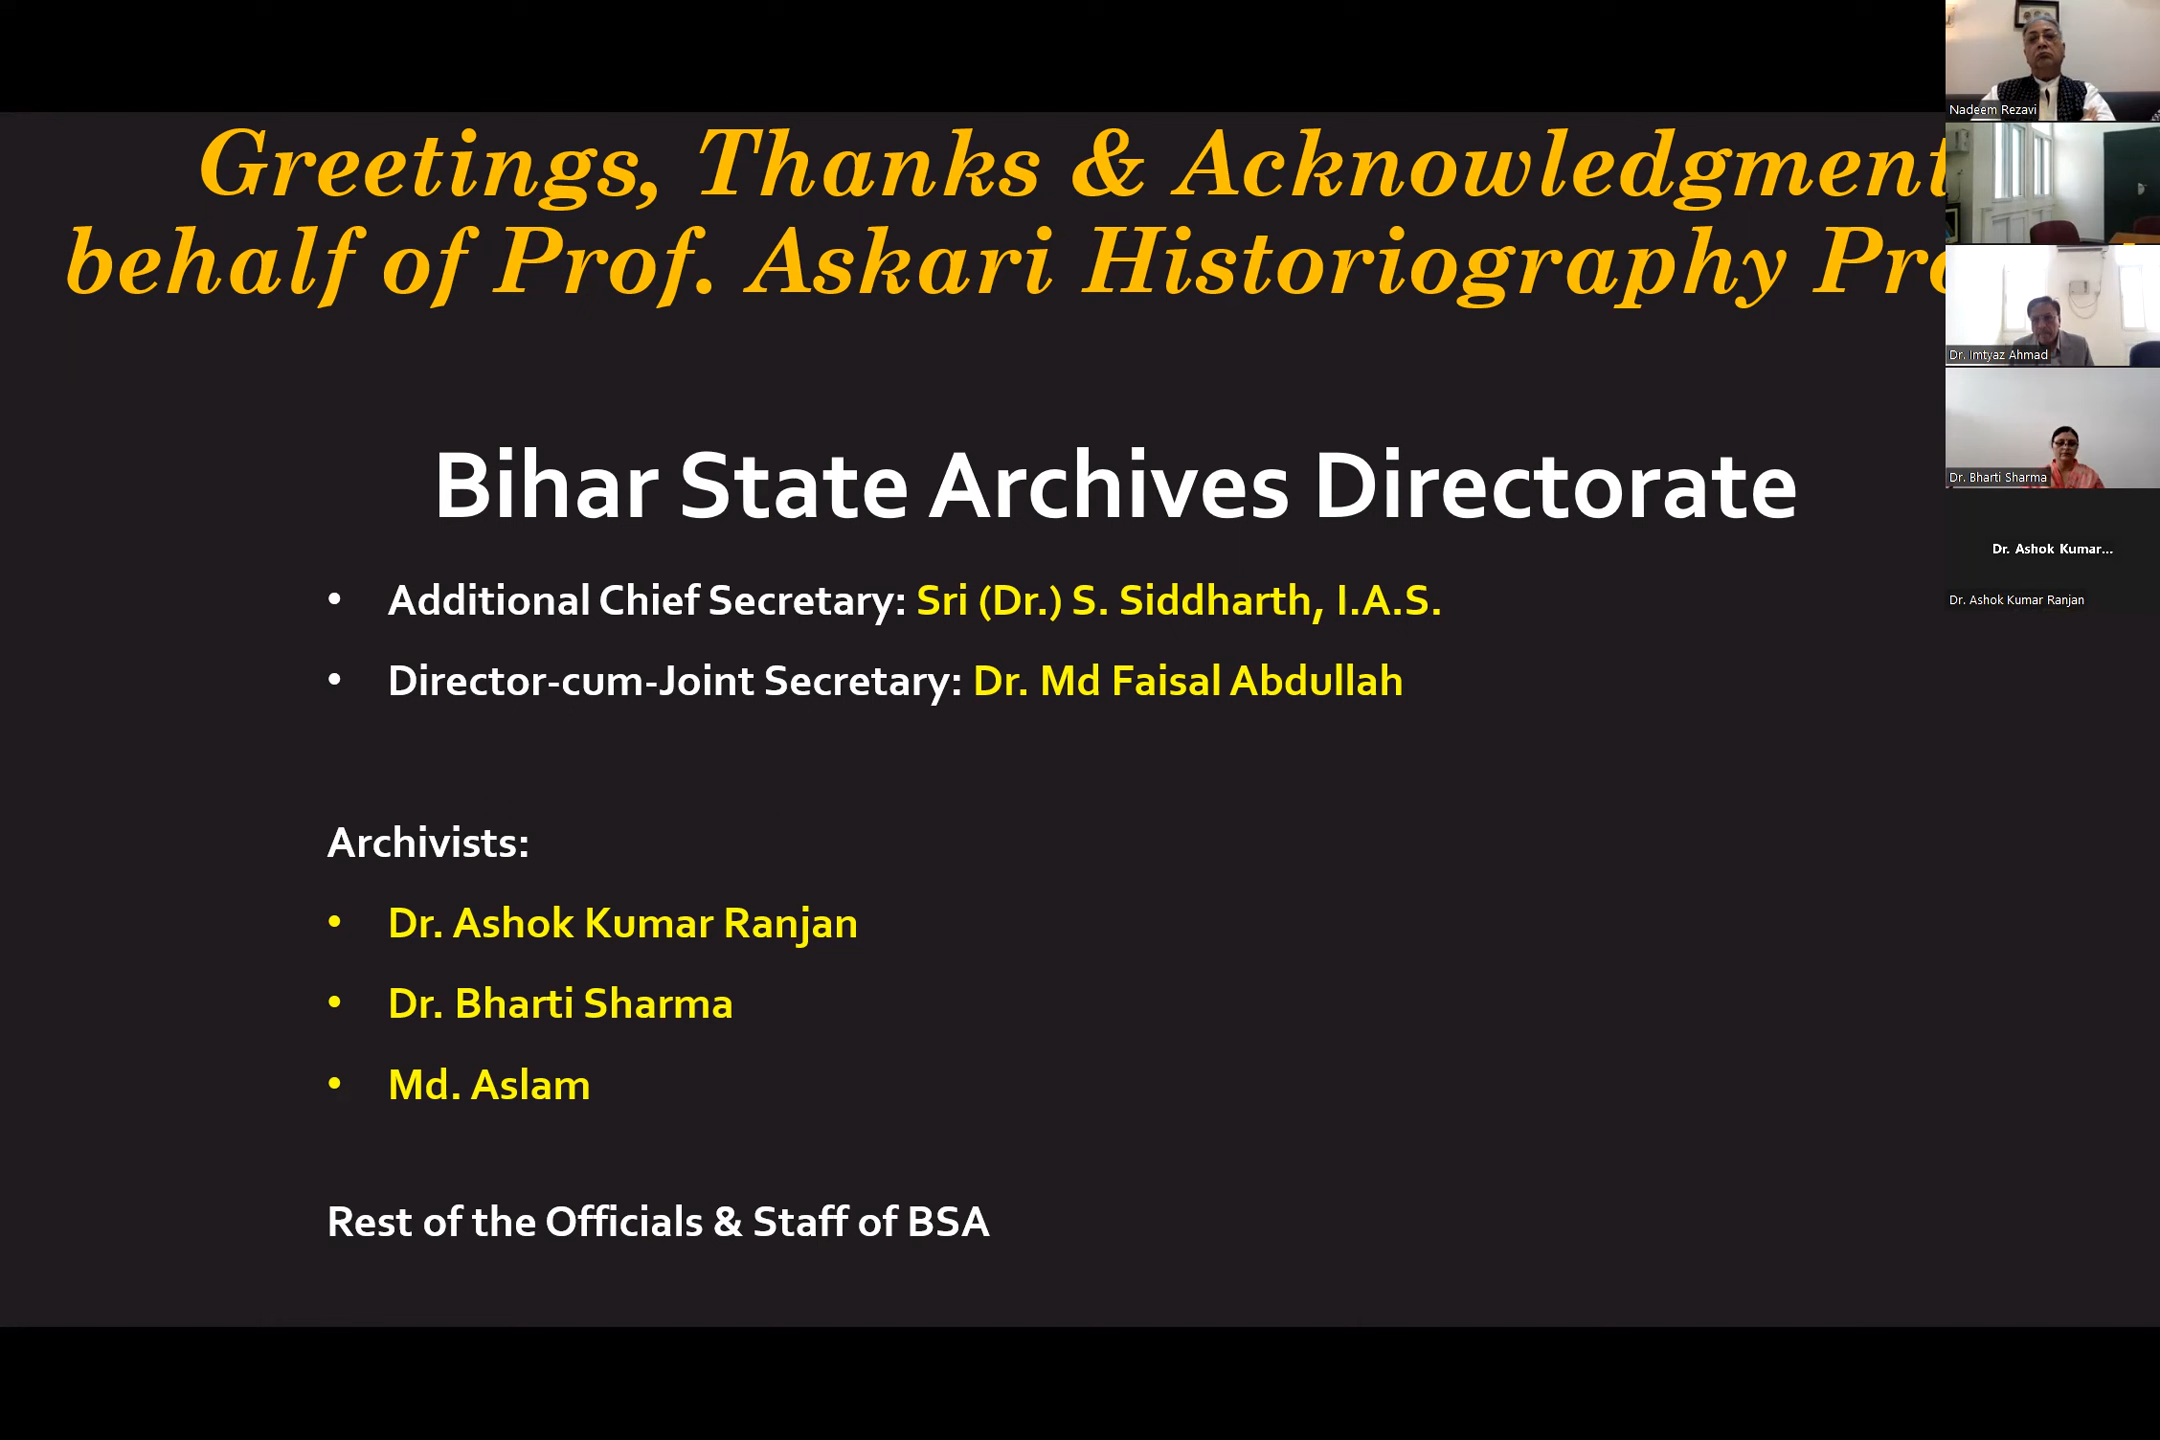 Greetings, Thanks & Acknowledgment
behalf of Prof. Askari Historiography
Bihar State Archives Directorate
• Additional Chief Secretary: Sri (Dr.) S. Siddharth, I.A.S.
• Director-cum-Joint Secretary: Dr. Md Faisal Abdullah
Archivists:
• Dr. Ashok Kumar Ranjan
• Dr. Bharti Sharma
• Md. Aslam
Rest of the Officials & Staff of BSA
Nadeem Rezavi
Dr. Imtyaz Ahmad
Dr. Bharti Sharma
Dr. Ashok Kumar...
Dr. Ashok Kumar Ranjan